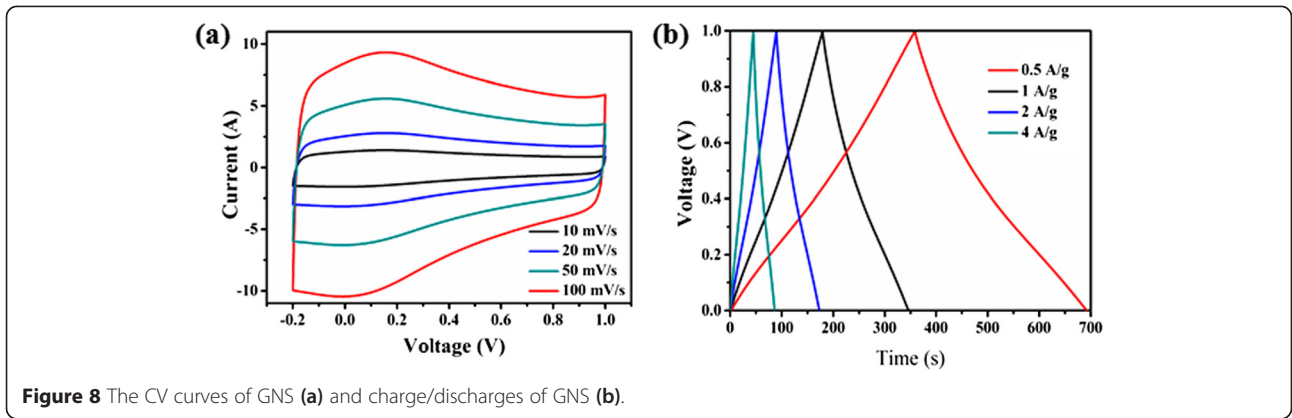 (a)
10
5
0
-5
-10
Current (A)
-0.2 0.0 0.2 0.4 0.6 0.8 1.0
Voltage (V)
10 mV/s
20 mV/s
50 mV/s
100 mV/s
(b)
1.0
0.8
0.6
0.4
0.2
0.0
Voltage (V)
0 100 200 300 400 500 600 700
Time (s)
0.5 A/g
1 A/g
2 A/g
4 A/g
Figure 8 The CV curves of GNS (a) and charge/discharges of GNS (b).